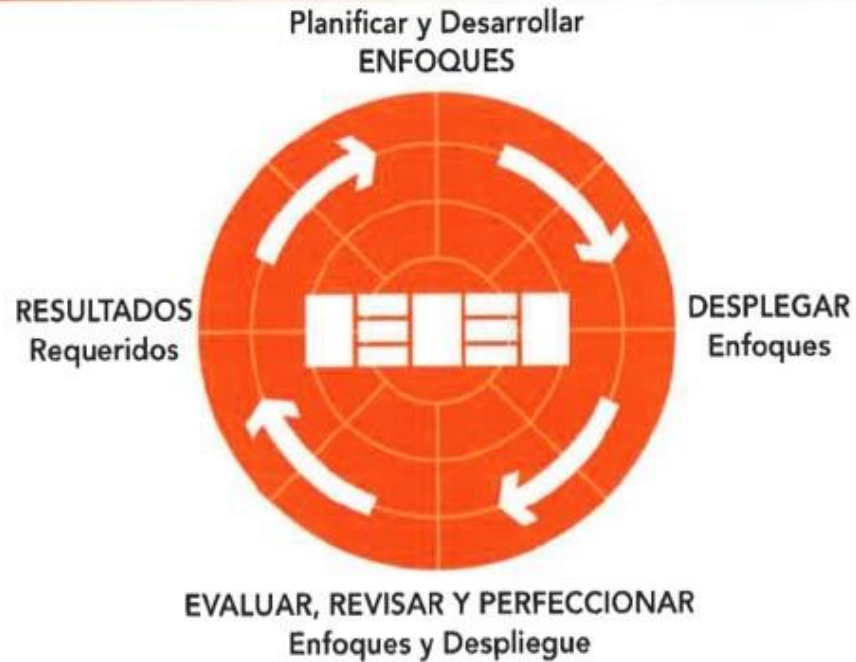 Planificar y Desarrollar
ENFOQUES
RESULTADOS
Requeridos
DESPLEGAR
Enfoques
EVALUAR, REVISAR Y PERFECCIONAR
Enfoques y Despliegue